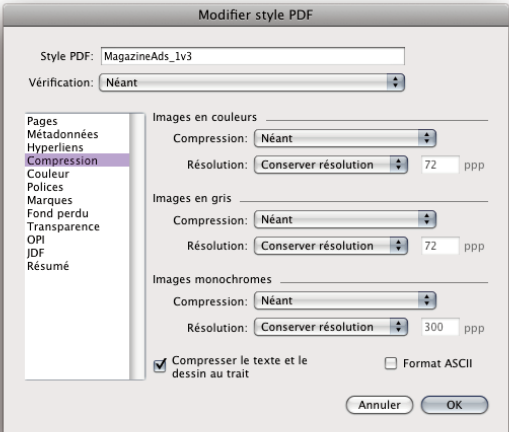 Modifier style PDF
Style PDF: MagazineAds_1v3
Vérification: Néant
Pages
Métadonnées
Hyperliens
Compression
Couleur
Polices
Marques
Fond perdu
Transparence
OPI
JDF
Résumé
Images en couleurs
Compression: Néant
Résolution: Conserver résolution 72 ppp
Images en gris
Compression: Néant
Résolution: Conserver résolution 72 ppp
Images monochromes
Compression: Néant
Résolution: Conserver résolution 300 ppp
Compresser le texte et le
dessin au trait
Format ASCII
Annuler OK